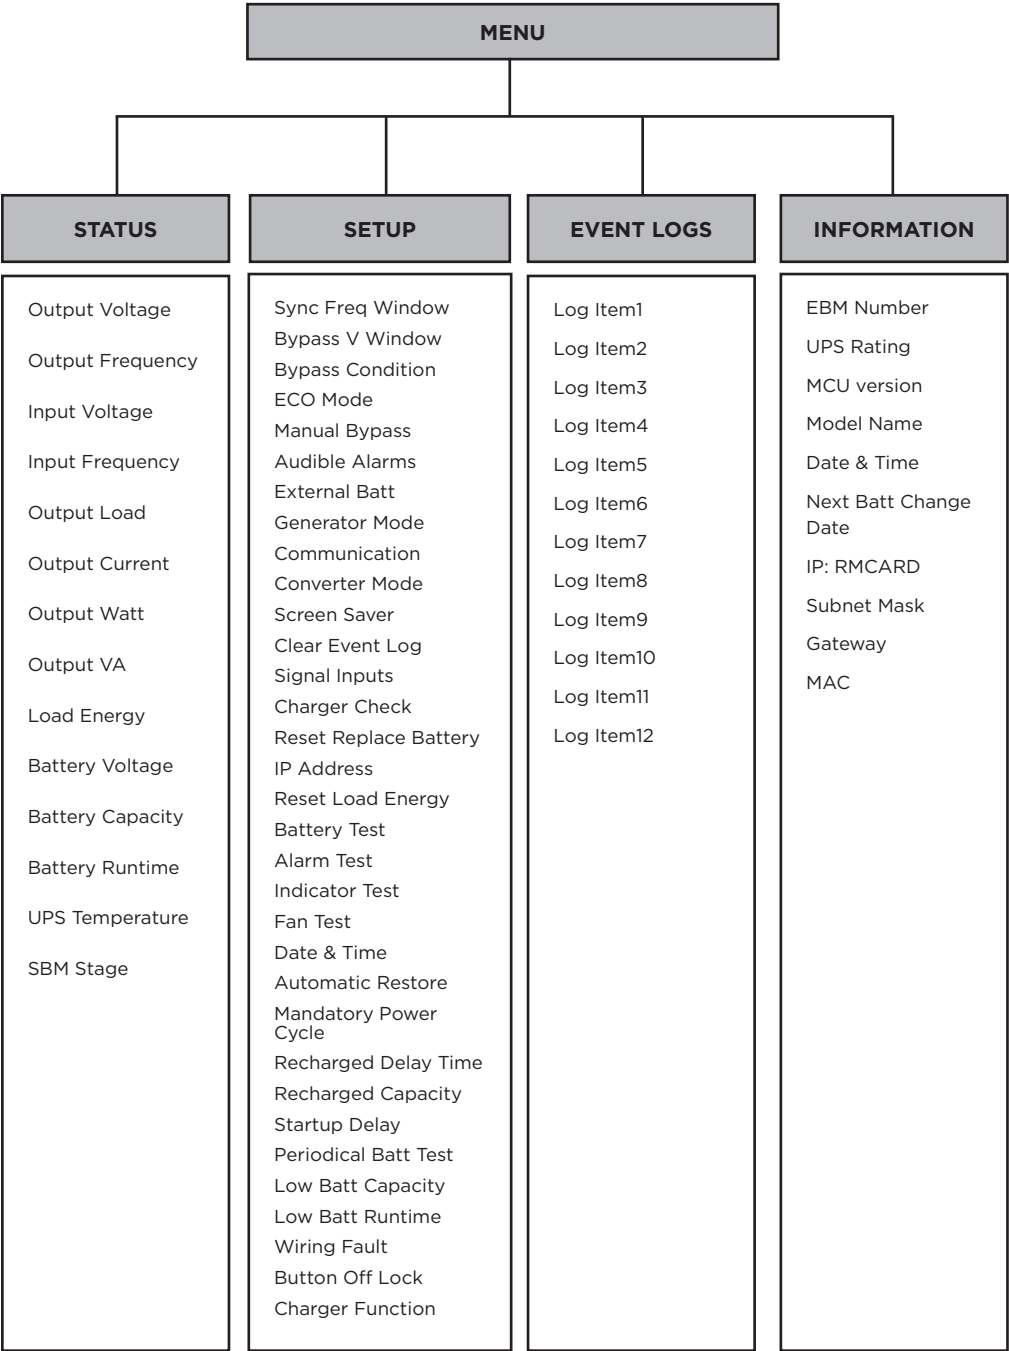 MENU
STATUS
Output Voltage
Output Frequency
Input Voltage
Input Frequency
Output Load
Output Current
Output Watt
Output VA
Load Energy
Battery Voltage
Battery Capacity
Battery Runtime
UPS Temperature
SBM Stage
SETUP
Sync Freq Window
Bypass V Window
Bypass Condition
ECO Mode
Manual Bypass
Audible Alarms
External Batt
Generator Mode
Communication
Converter Mode
Screen Saver
Clear Event Log
Signal Inputs
Charger Check
Reset Replace Battery
IP Address
Reset Load Energy
Battery Test
Alarm Test
Indicator Test
Fan Test
Date & Time
Automatic Restore
Mandatory Power
Cycle
Recharged Delay Time
Recharged Capacity
Startup Delay
Periodical Batt Test
Low Batt Capacity
Low Batt Runtime
Wiring Fault
Button Off Lock
Charger Function
EVENT LOGS
Log Item1
Log Item2
Log Item3
Log Item4
Log Item5
Log Item6
Log Item7
Log Item8
Log Item9
Log Item10
Log Item11
Log Item12
INFORMATION
EBM Number
UPS Rating
MCU version
Model Name
Date & Time
Next Batt Change
Date
IP: RMCARD
Subnet Mask
Gateway
MAC